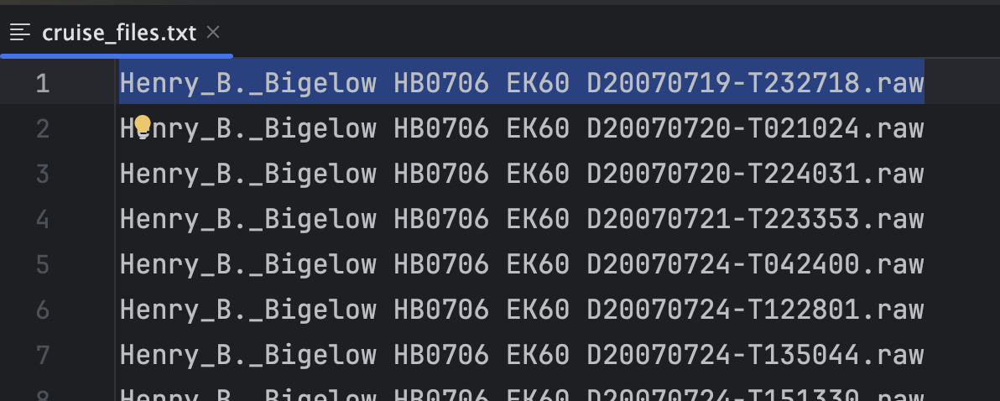 cruise_files.txt
1 Henry_B._Bigelow HB0706 EK60 D20070719-T232718.raw
2 Henry_B._Bigelow HB0706 EK60 D20070720-T021024.raw
3 Henry_B._Bigelow HB0706 EK60 D20070720-T224031.raw
4 Henry_B._Bigelow HB0706 EK60 D20070721-T223353.raw
5 Henry_B._Bigelow HB0706 EK60 D20070724-T042400.raw
6 Henry_B._Bigelow HB0706 EK60 D20070724-T122801.raw
7 Henry_B._Bigelow HB0706 EK60 D20070724-T135044.raw
8 Henry_B._Bigelow HB0706 EK60 D20070724-T151330.raw